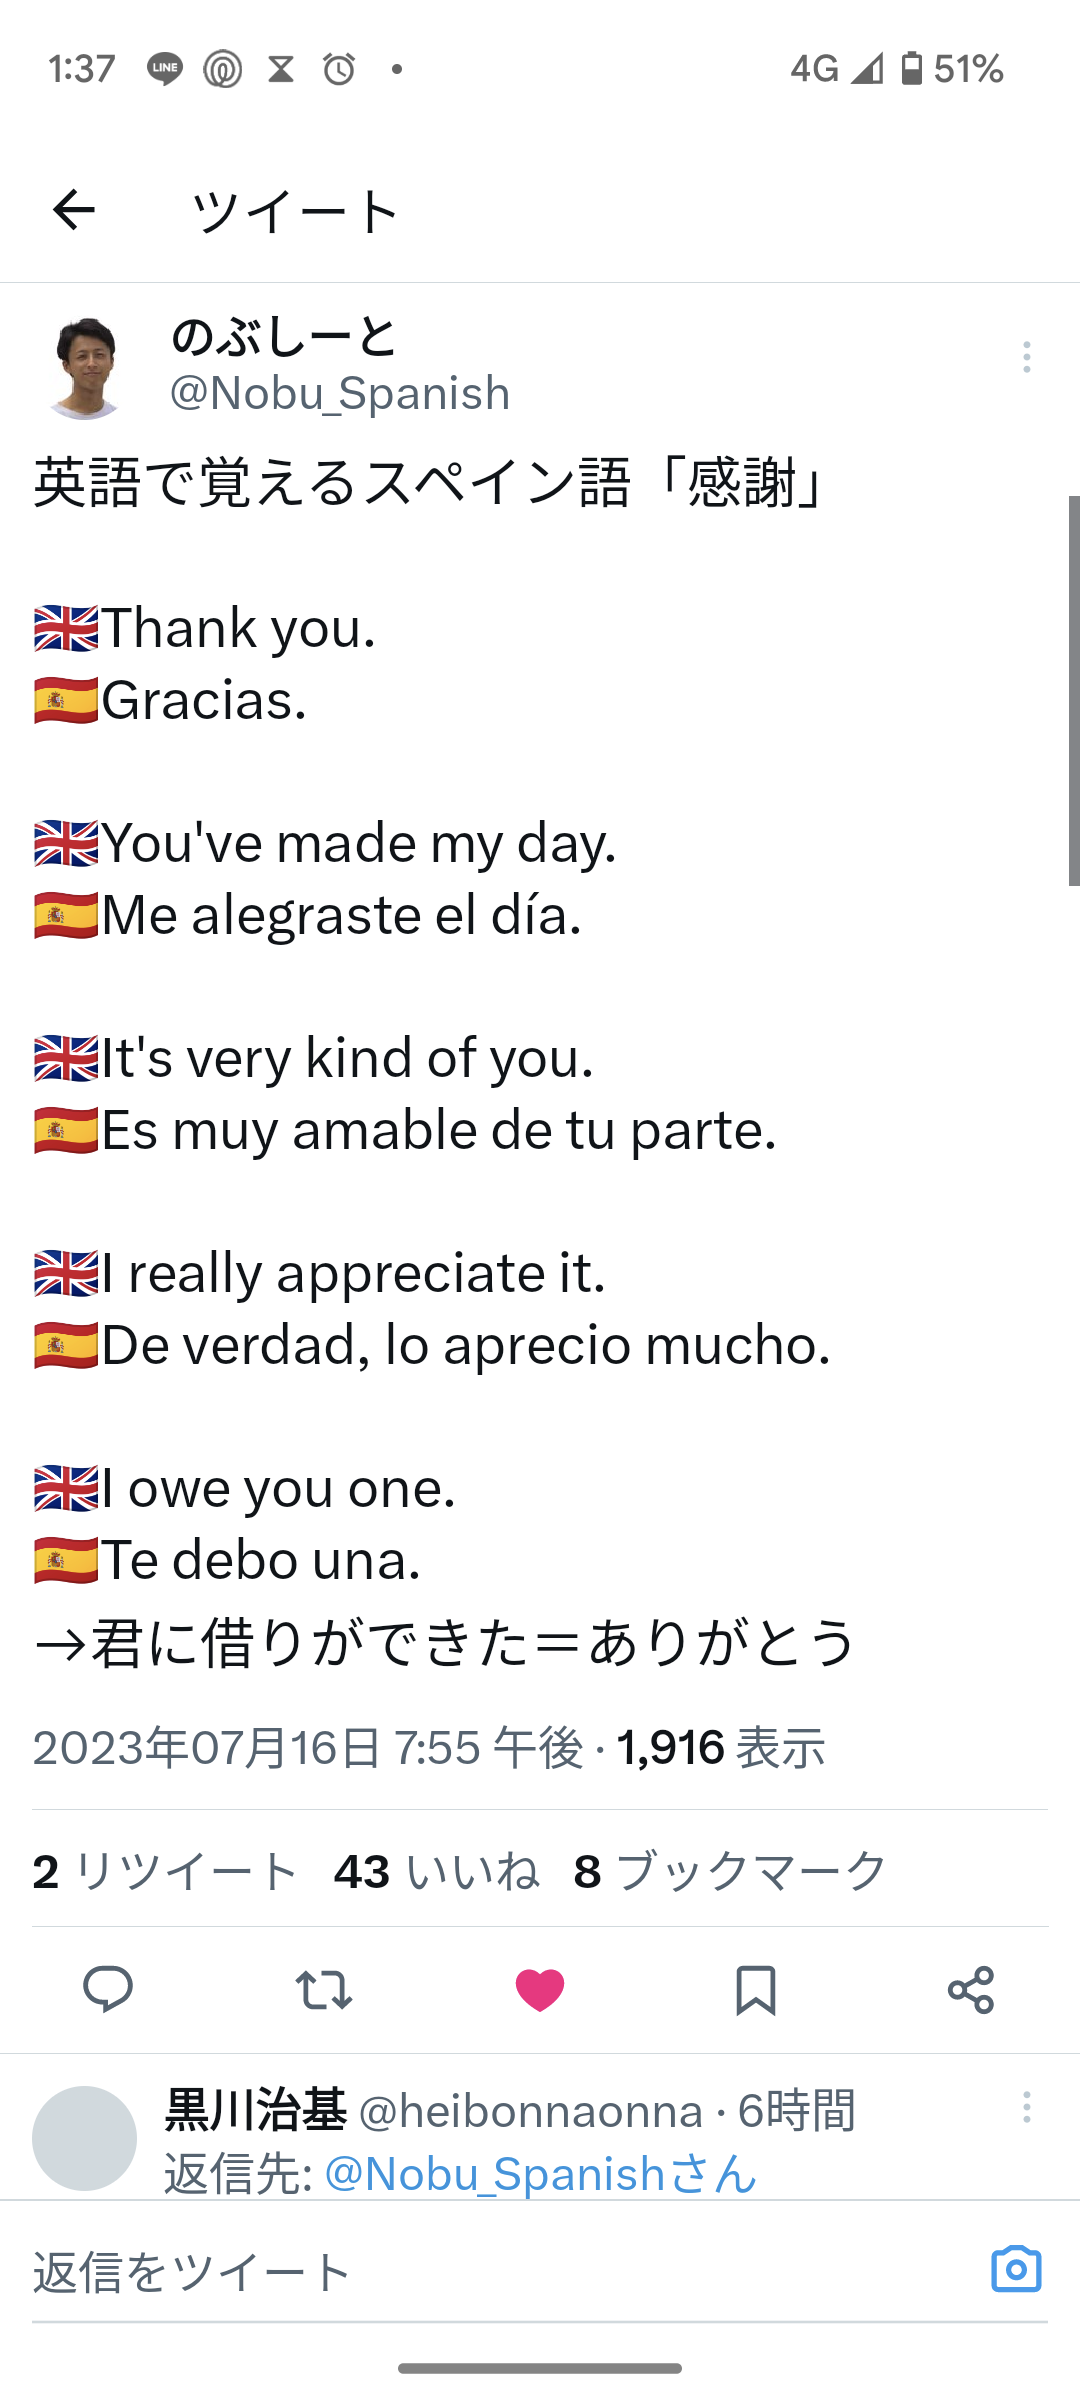 1:37 LINE 4G 51%
ツイート
のぶしーと
@Nobu_Spanish
英語で覚えるスペイン語「感謝」
🇬🇧Thank you.
🇪🇸Gracias.
🇬🇧You've made my day.
🇪🇸Me alegraste el día.
🇬🇧It's very kind of you.
🇪🇸Es muy amable de tu parte.
🇬🇧I really appreciate it.
🇪🇸De verdad, lo aprecio mucho.
🇬🇧I owe you one.
🇪🇸Te debo una.
→君に借りができた＝ありがとう
2023年07月16日 7:55 午後 · 1,916 表示
2 リツイート 43 いいね 8 ブックマーク
黒川治基 @heibonnaonna · 6時間
返信先: @Nobu_Spanishさん
返信をツイート